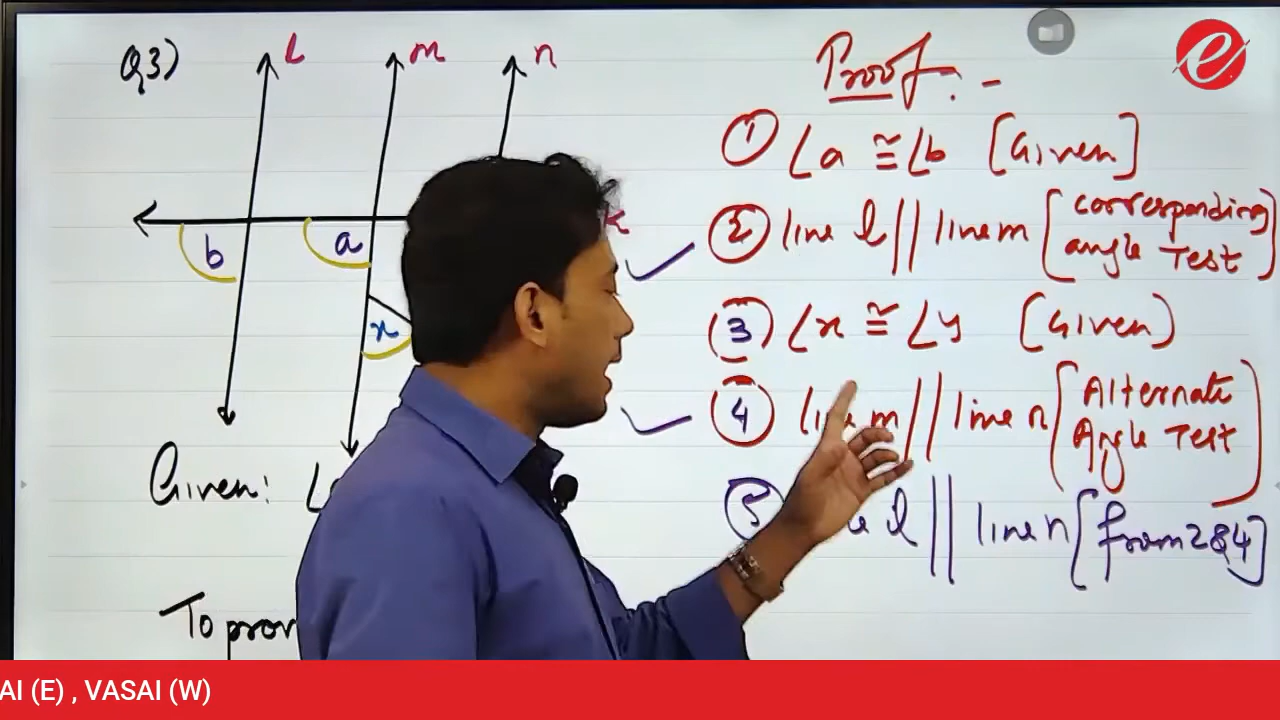 Q3)
l
m
n
b
a
x
Given:
To prov
Proof:-
① ∠a ≅ ∠b [Given]
② line l || line m [corresponding angle Test]
③ ∠x ≅ ∠y (Given)
④ line m || line n [Alternate Angle Test]
⑤ l || line n [from 2 & 4]
e
AI (E) , VASAI (W)